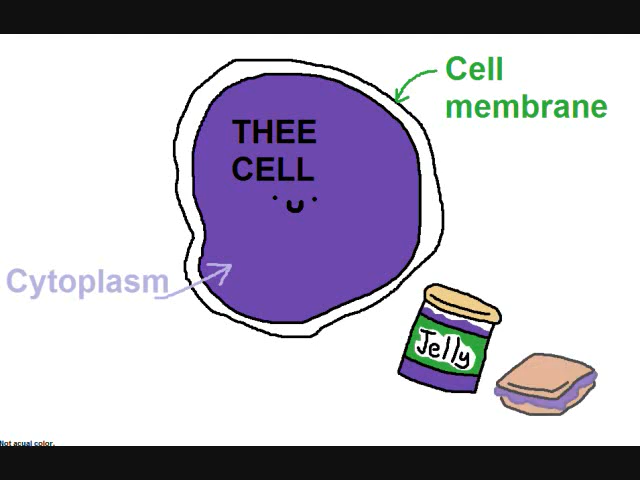 Cell
membrane
THEE
CELL
Cytoplasm
Jelly
Not acual color.